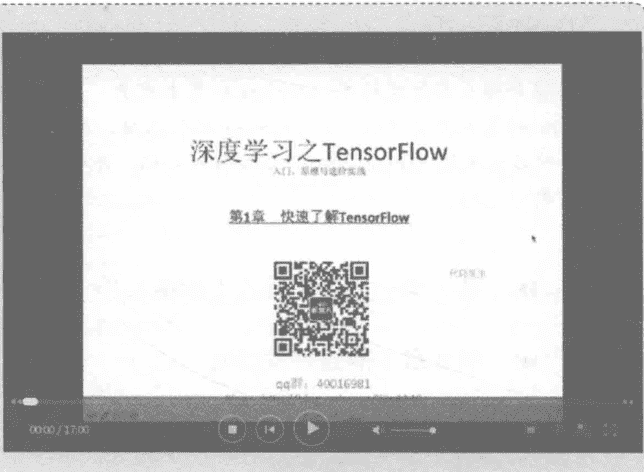 深度学习之TensorFlow
入门、原理与进阶实战
第1章 快速了解TensorFlow
qq群：40016981
00:00 / 17:00